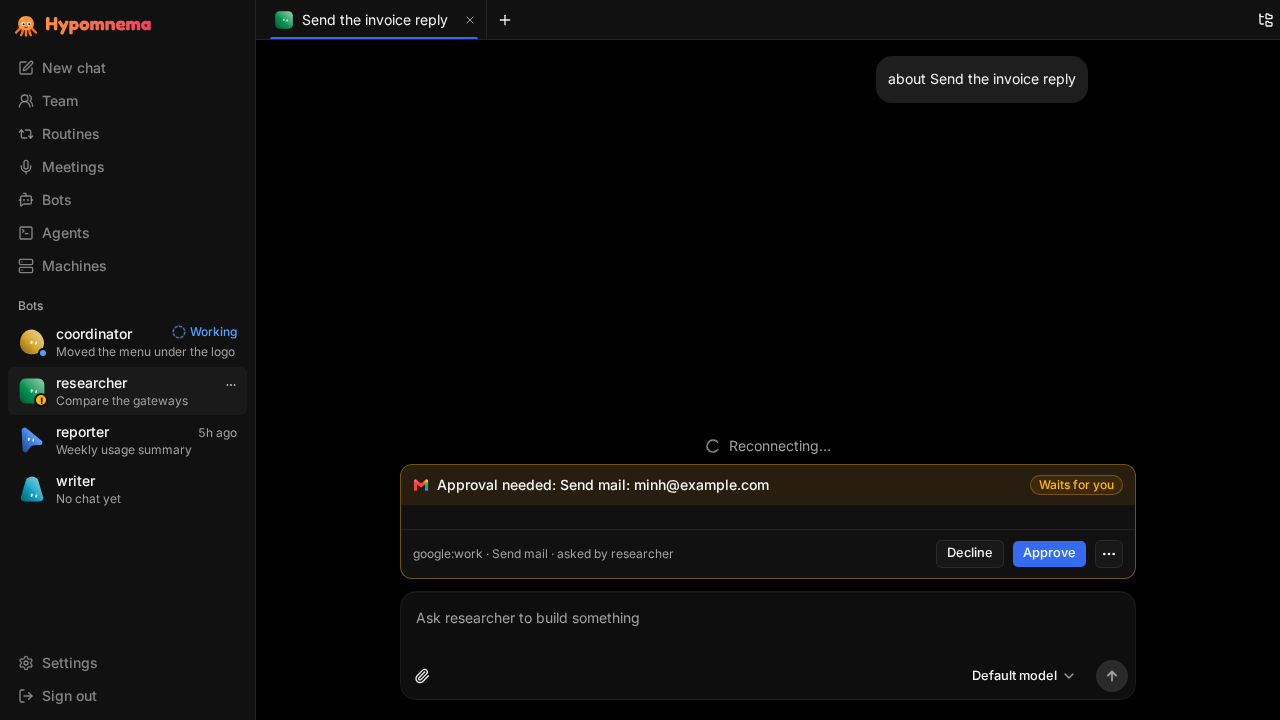 Hypomnema
New chat
Team
Routines
Meetings
Bots
Agents
Machines
Bots
coordinator
Working
Moved the menu under the logo
researcher
Compare the gateways
reporter
5h ago
Weekly usage summary
writer
No chat yet
Settings
Sign out
Send the invoice reply
about Send the invoice reply
Reconnecting...
Approval needed: Send mail: minh@example.com
Waits for you
google:work · Send mail · asked by researcher
Decline
Approve
Ask researcher to build something
Default model